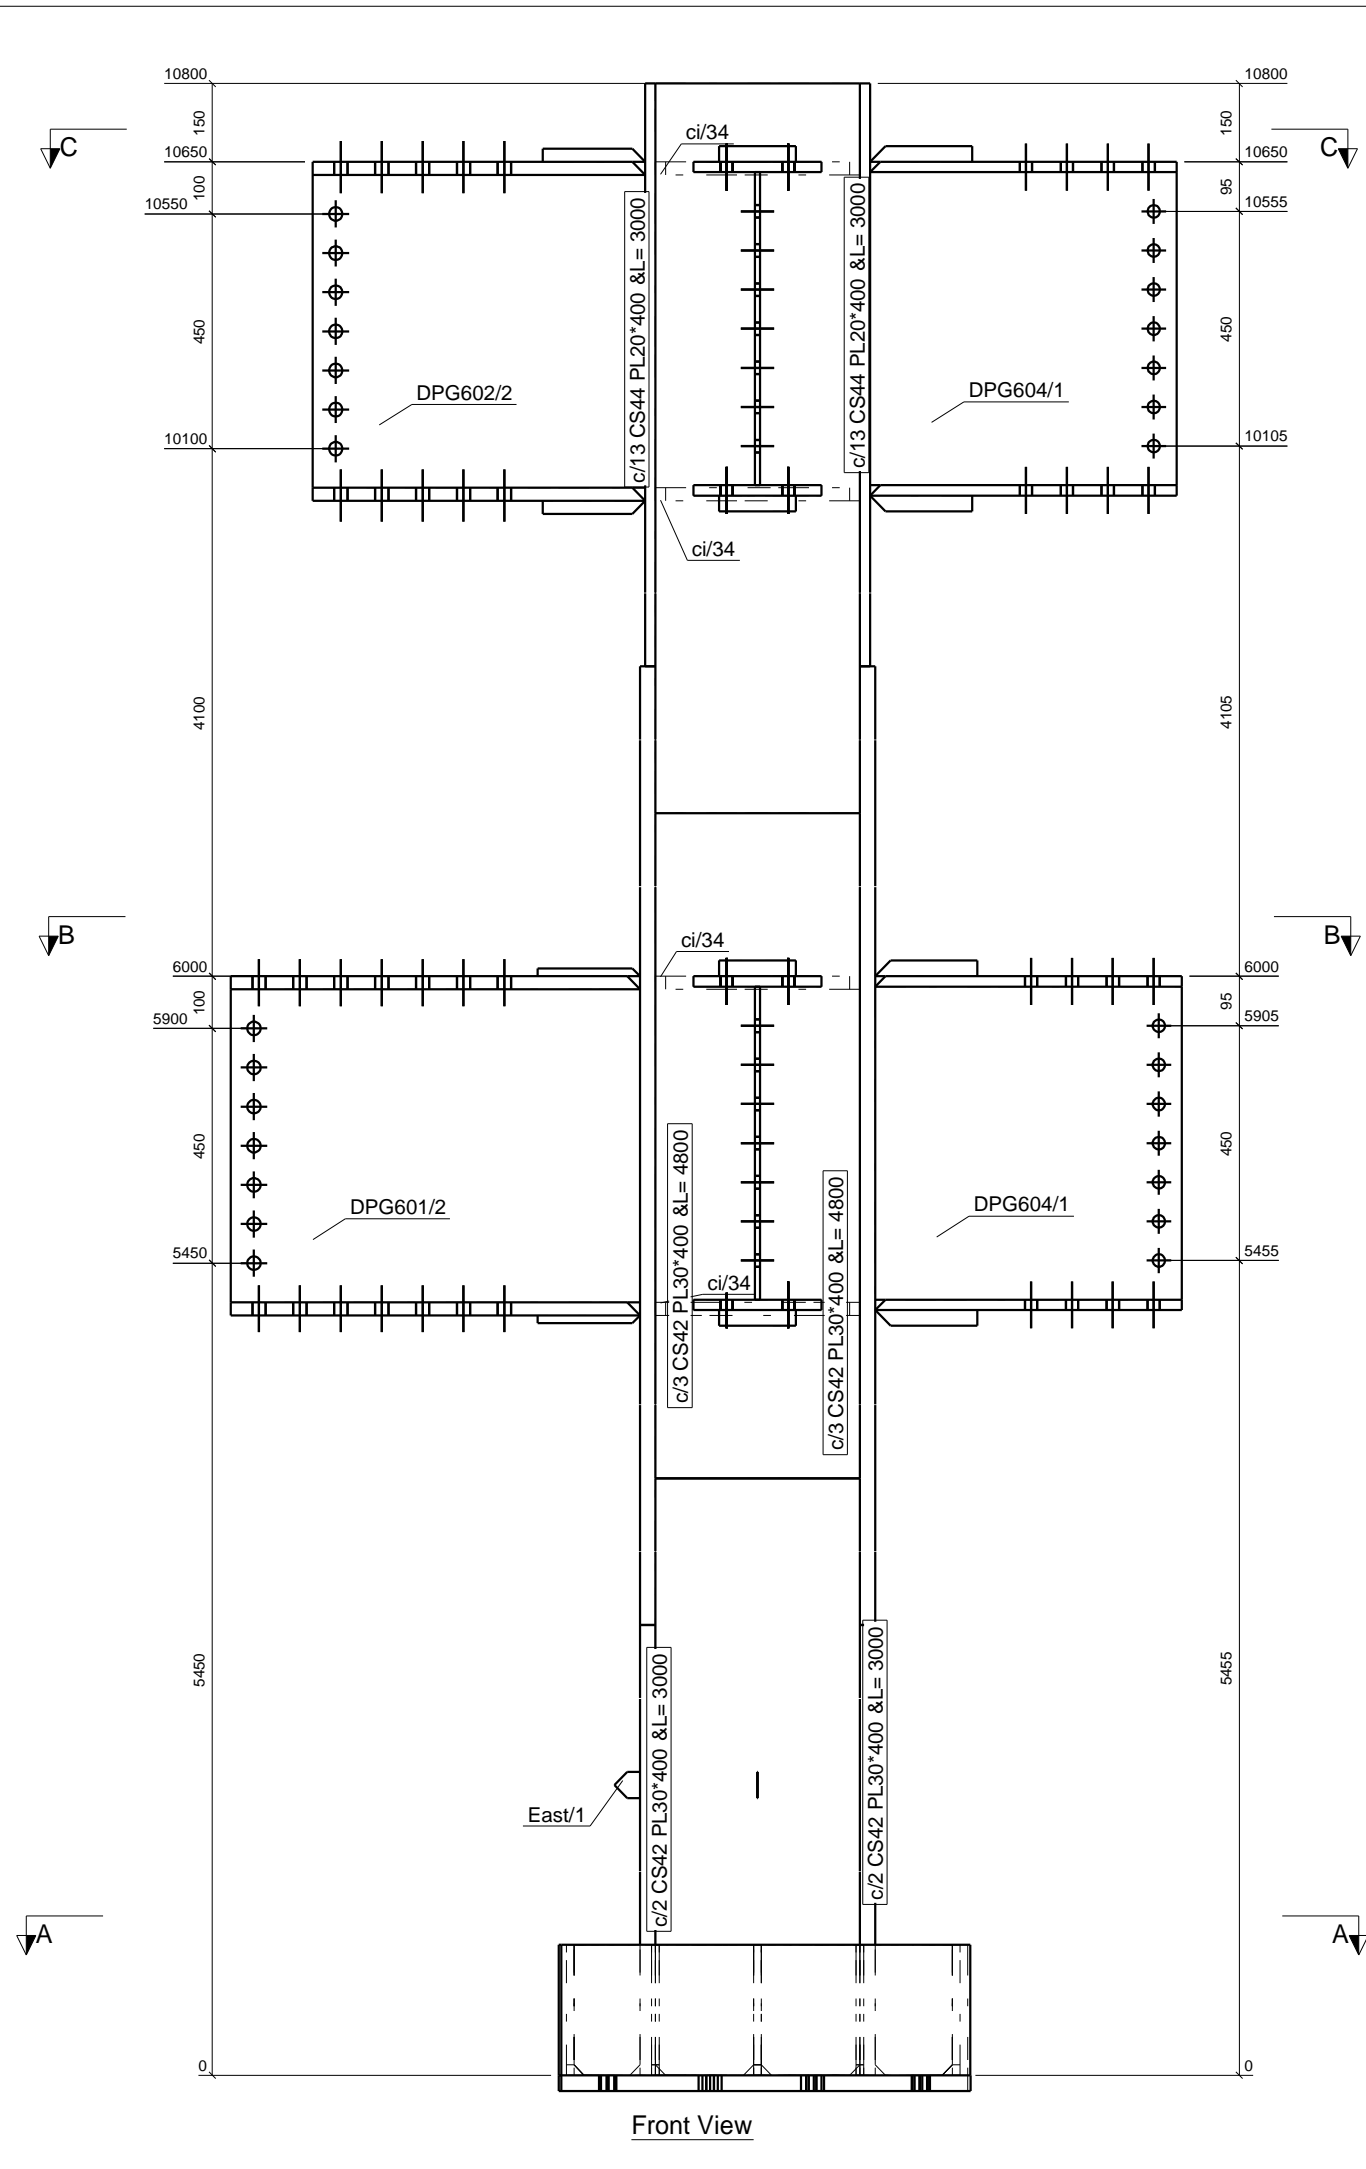 10800
10800
150
150
C
ci/34
C
10650
10650
100
95
10550
10555
c/13 CS44 PL20*400 &L= 3000
c/13 CS44 PL20*400 &L= 3000
450
450
DPG602/2
DPG604/1
10100
10105
ci/34
4100
4105
B
B
ci/34
6000
6000
100
95
5900
5905
450
450
c/3 CS42 PL30*400 &L= 4800
c/3 CS42 PL30*400 &L= 4800
DPG601/2
DPG604/1
5450
5455
ci/34
5450
5455
c/2 CS42 PL30*400 &L= 3000
c/2 CS42 PL30*400 &L= 3000
East/1
A
A
0
0
Front View